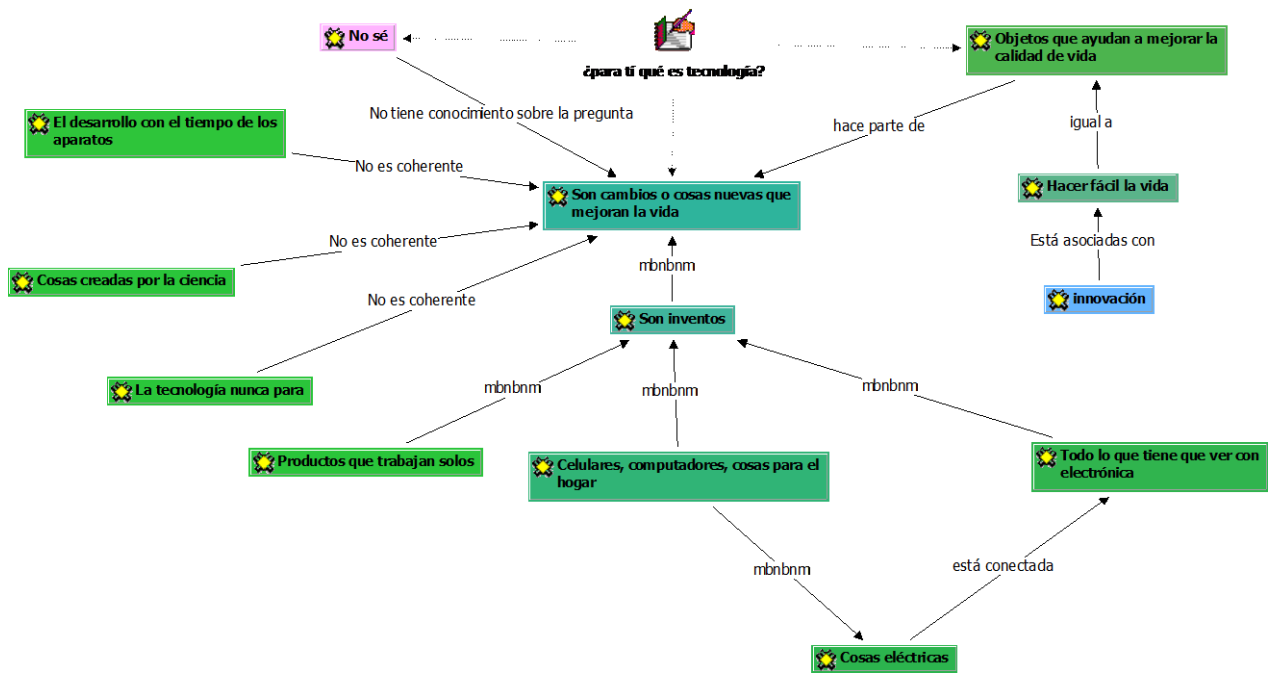 No sé
¿para tí qué es tecnología?
Objetos que ayudan a mejorar la
calidad de vida
No tiene conocimiento sobre la pregunta
hace parte de
igual a
El desarrollo con el tiempo de los
aparatos
No es coherente
Son cambios o cosas nuevas que
mejoran la vida
Hacer fácil la vida
No es coherente
Está asociadas con
mbnbnm
Cosas creadas por la ciencia
No es coherente
innovación
Son inventos
La tecnología nunca para
mbnbnm
mbnbnm
mbnbnm
Productos que trabajan solos
Celulares, computadores, cosas para el
hogar
Todo lo que tiene que ver con
electrónica
mbnbnm
está conectada
Cosas eléctricas